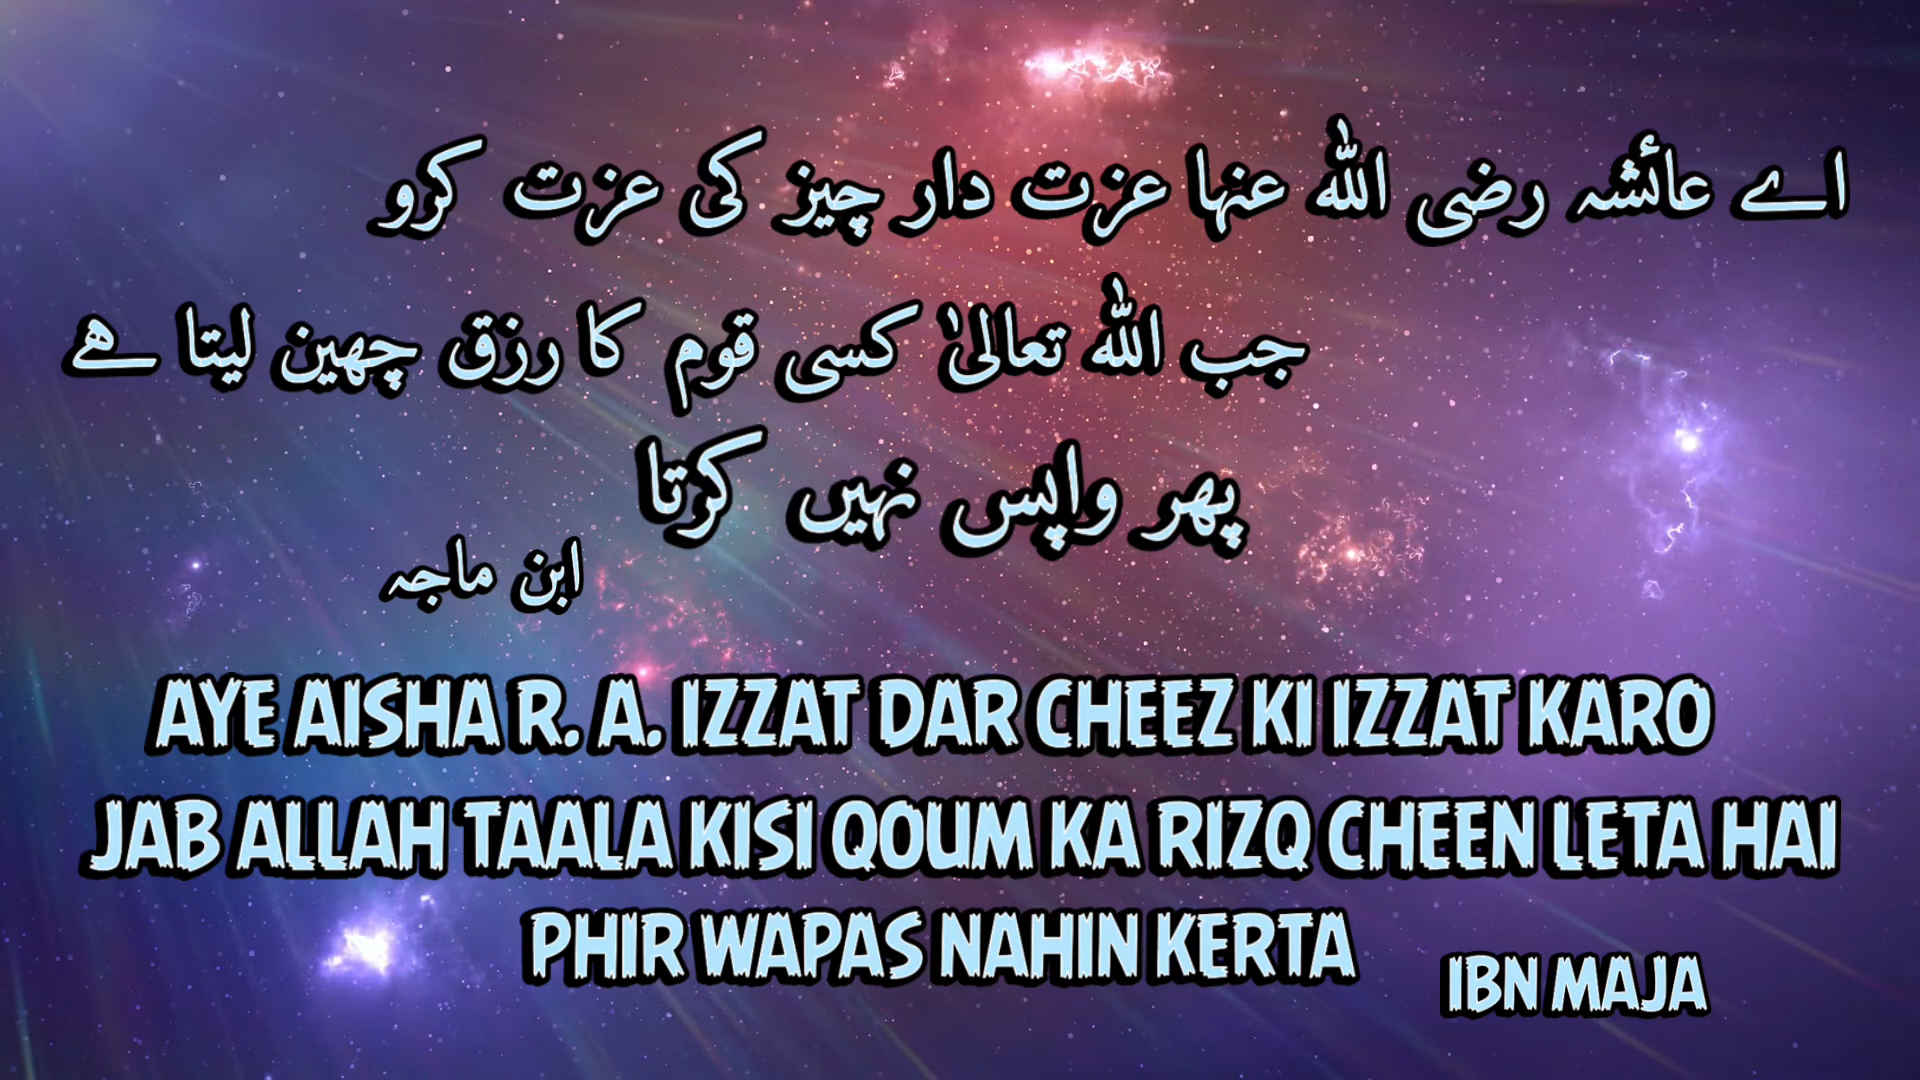 اے عائشہ رضی اللہ عنہا عزت دار چیز کی عزت کرو
جب اللہ تعالیٰ کسی قوم کا رزق چھین لیتا ہے
پھر واپس نہیں کرتا
ابن ماجہ
AYE AISHA R. A. IZZAT DAR CHEEZ KI IZZAT KARO
JAB ALLAH TAALA KISI QOUM KA RIZQ CHEEN LETA HAI
PHIR WAPAS NAHIN KERTA
IBN MAJA